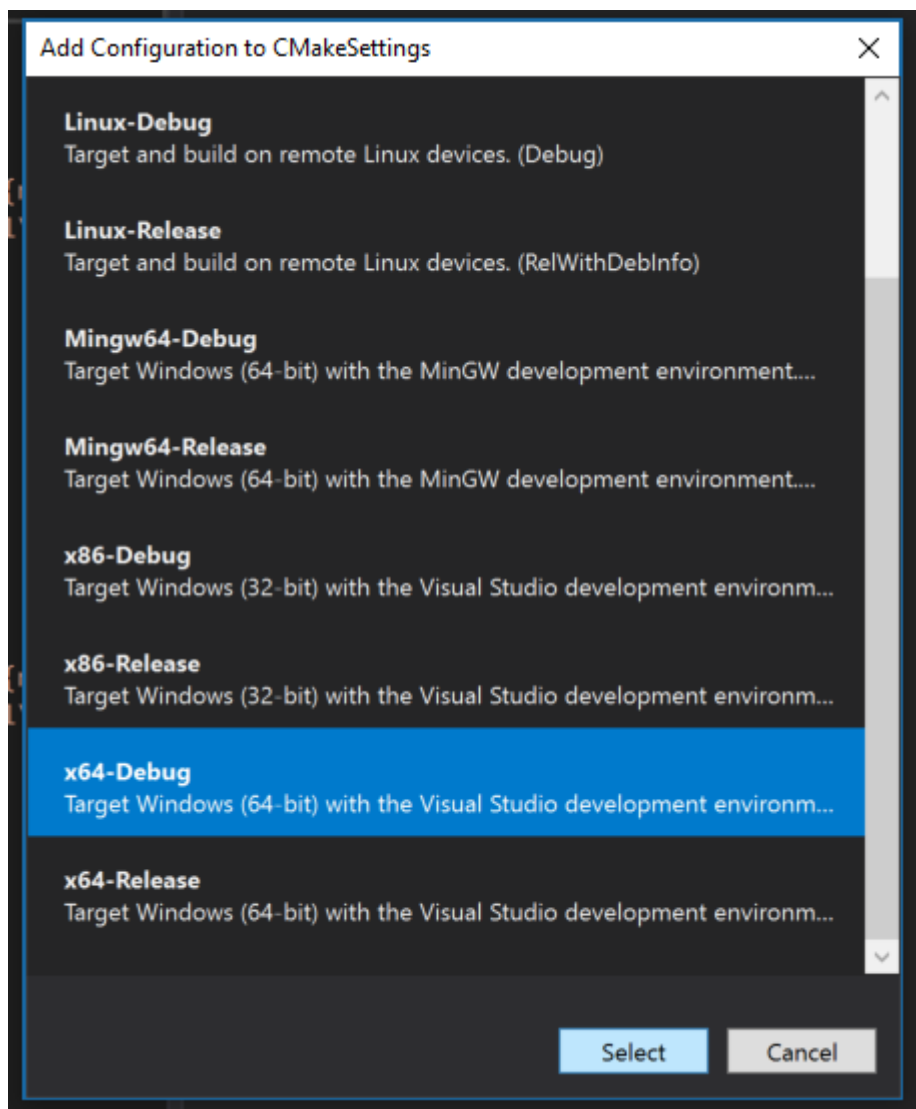 Add Configuration to CMakeSettings
Linux-Debug
Target and build on remote Linux devices. (Debug)
Linux-Release
Target and build on remote Linux devices. (RelWithDebInfo)
Mingw64-Debug
Target Windows (64-bit) with the MinGW development environment....
Mingw64-Release
Target Windows (64-bit) with the MinGW development environment....
x86-Debug
Target Windows (32-bit) with the Visual Studio development environm...
x86-Release
Target Windows (32-bit) with the Visual Studio development environm...
x64-Debug
Target Windows (64-bit) with the Visual Studio development environm...
x64-Release
Target Windows (64-bit) with the Visual Studio development environm...
Select Cancel